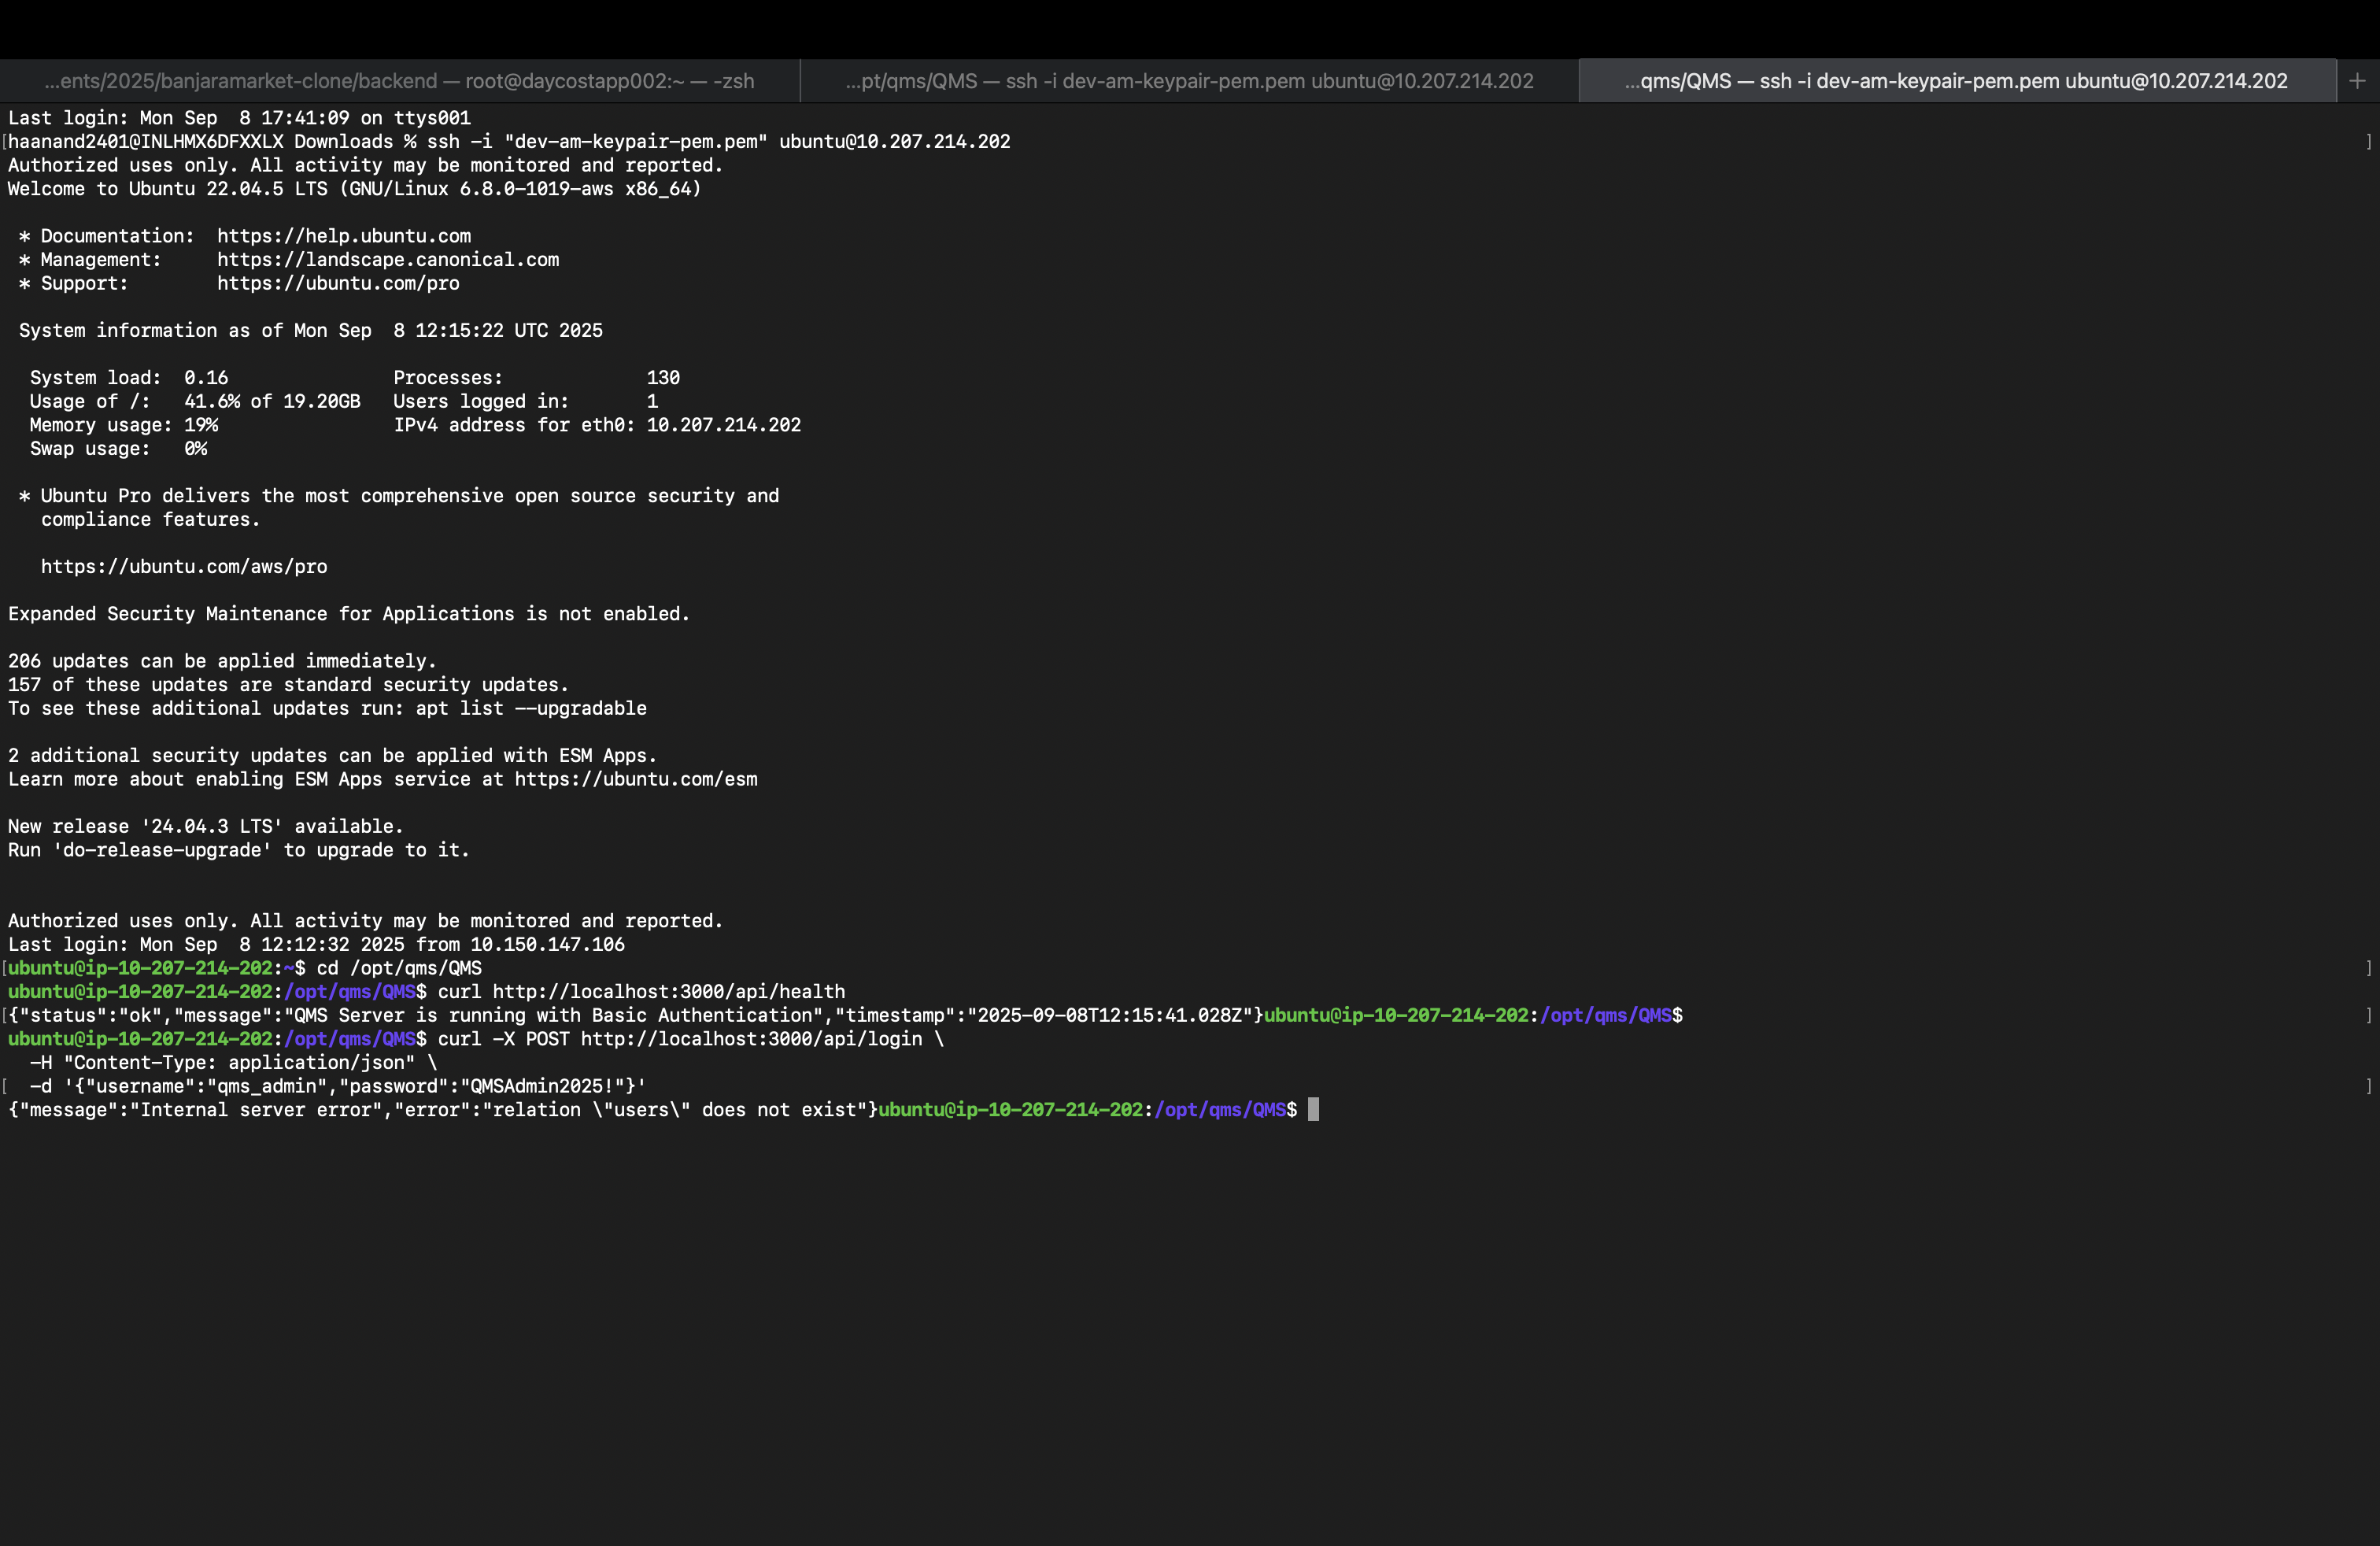 ...ents/2025/banjaramarket-clone/backend — root@daycostapp002:~ — -zsh
...pt/qms/QMS — ssh -i dev-am-keypair-pem.pem ubuntu@10.207.214.202
...qms/QMS — ssh -i dev-am-keypair-pem.pem ubuntu@10.207.214.202
+
Last login: Mon Sep  8 17:41:09 on ttys001
[haanand2401@INLHMX6DFXXLX Downloads % ssh -i "dev-am-keypair-pem.pem" ubuntu@10.207.214.202 ]
Authorized uses only. All activity may be monitored and reported.
Welcome to Ubuntu 22.04.5 LTS (GNU/Linux 6.8.0-1019-aws x86_64)
* Documentation:  https://help.ubuntu.com
* Management:     https://landscape.canonical.com
* Support:        https://ubuntu.com/pro
System information as of Mon Sep  8 12:15:22 UTC 2025
System load:  0.16               Processes:             130
Usage of /:   41.6% of 19.20GB   Users logged in:       1
Memory usage: 19%                IPv4 address for eth0: 10.207.214.202
Swap usage:   0%
* Ubuntu Pro delivers the most comprehensive open source security and
compliance features.
https://ubuntu.com/aws/pro
Expanded Security Maintenance for Applications is not enabled.
206 updates can be applied immediately.
157 of these updates are standard security updates.
To see these additional updates run: apt list --upgradable
2 additional security updates can be applied with ESM Apps.
Learn more about enabling ESM Apps service at https://ubuntu.com/esm
New release '24.04.3 LTS' available.
Run 'do-release-upgrade' to upgrade to it.
Authorized uses only. All activity may be monitored and reported.
Last login: Mon Sep  8 12:12:32 2025 from 10.150.147.106
[ubuntu@ip-10-207-214-202:~$ cd /opt/qms/QMS ]
ubuntu@ip-10-207-214-202:/opt/qms/QMS$ curl http://localhost:3000/api/health
[{"status":"ok","message":"QMS Server is running with Basic Authentication","timestamp":"2025-09-08T12:15:41.028Z"}ubuntu@ip-10-207-214-202:/opt/qms/QMS$ ]
ubuntu@ip-10-207-214-202:/opt/qms/QMS$ curl -X POST http://localhost:3000/api/login \
-H "Content-Type: application/json" \
[ -d '{"username":"qms_admin","password":"QMSAdmin2025!"}' ]
{"message":"Internal server error","error":"relation \"users\" does not exist"}ubuntu@ip-10-207-214-202:/opt/qms/QMS$